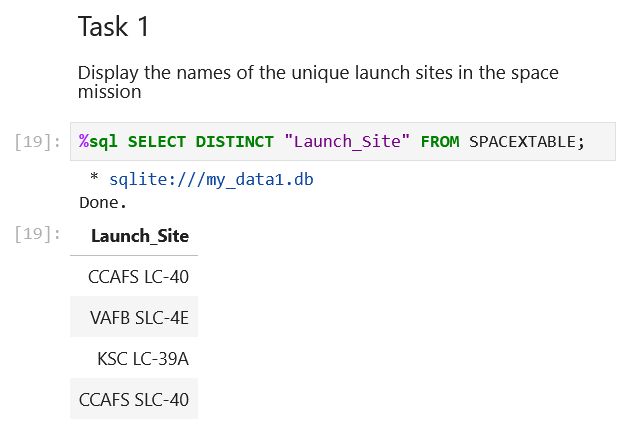 Task 1
Display the names of the unique launch sites in the space
mission
[19]: %sql SELECT DISTINCT "Launch_Site" FROM SPACEXTABLE;
* sqlite:///my_data1.db
Done.
[19]: Launch_Site
CCAFS LC-40
VAFB SLC-4E
KSC LC-39A
CCAFS SLC-40